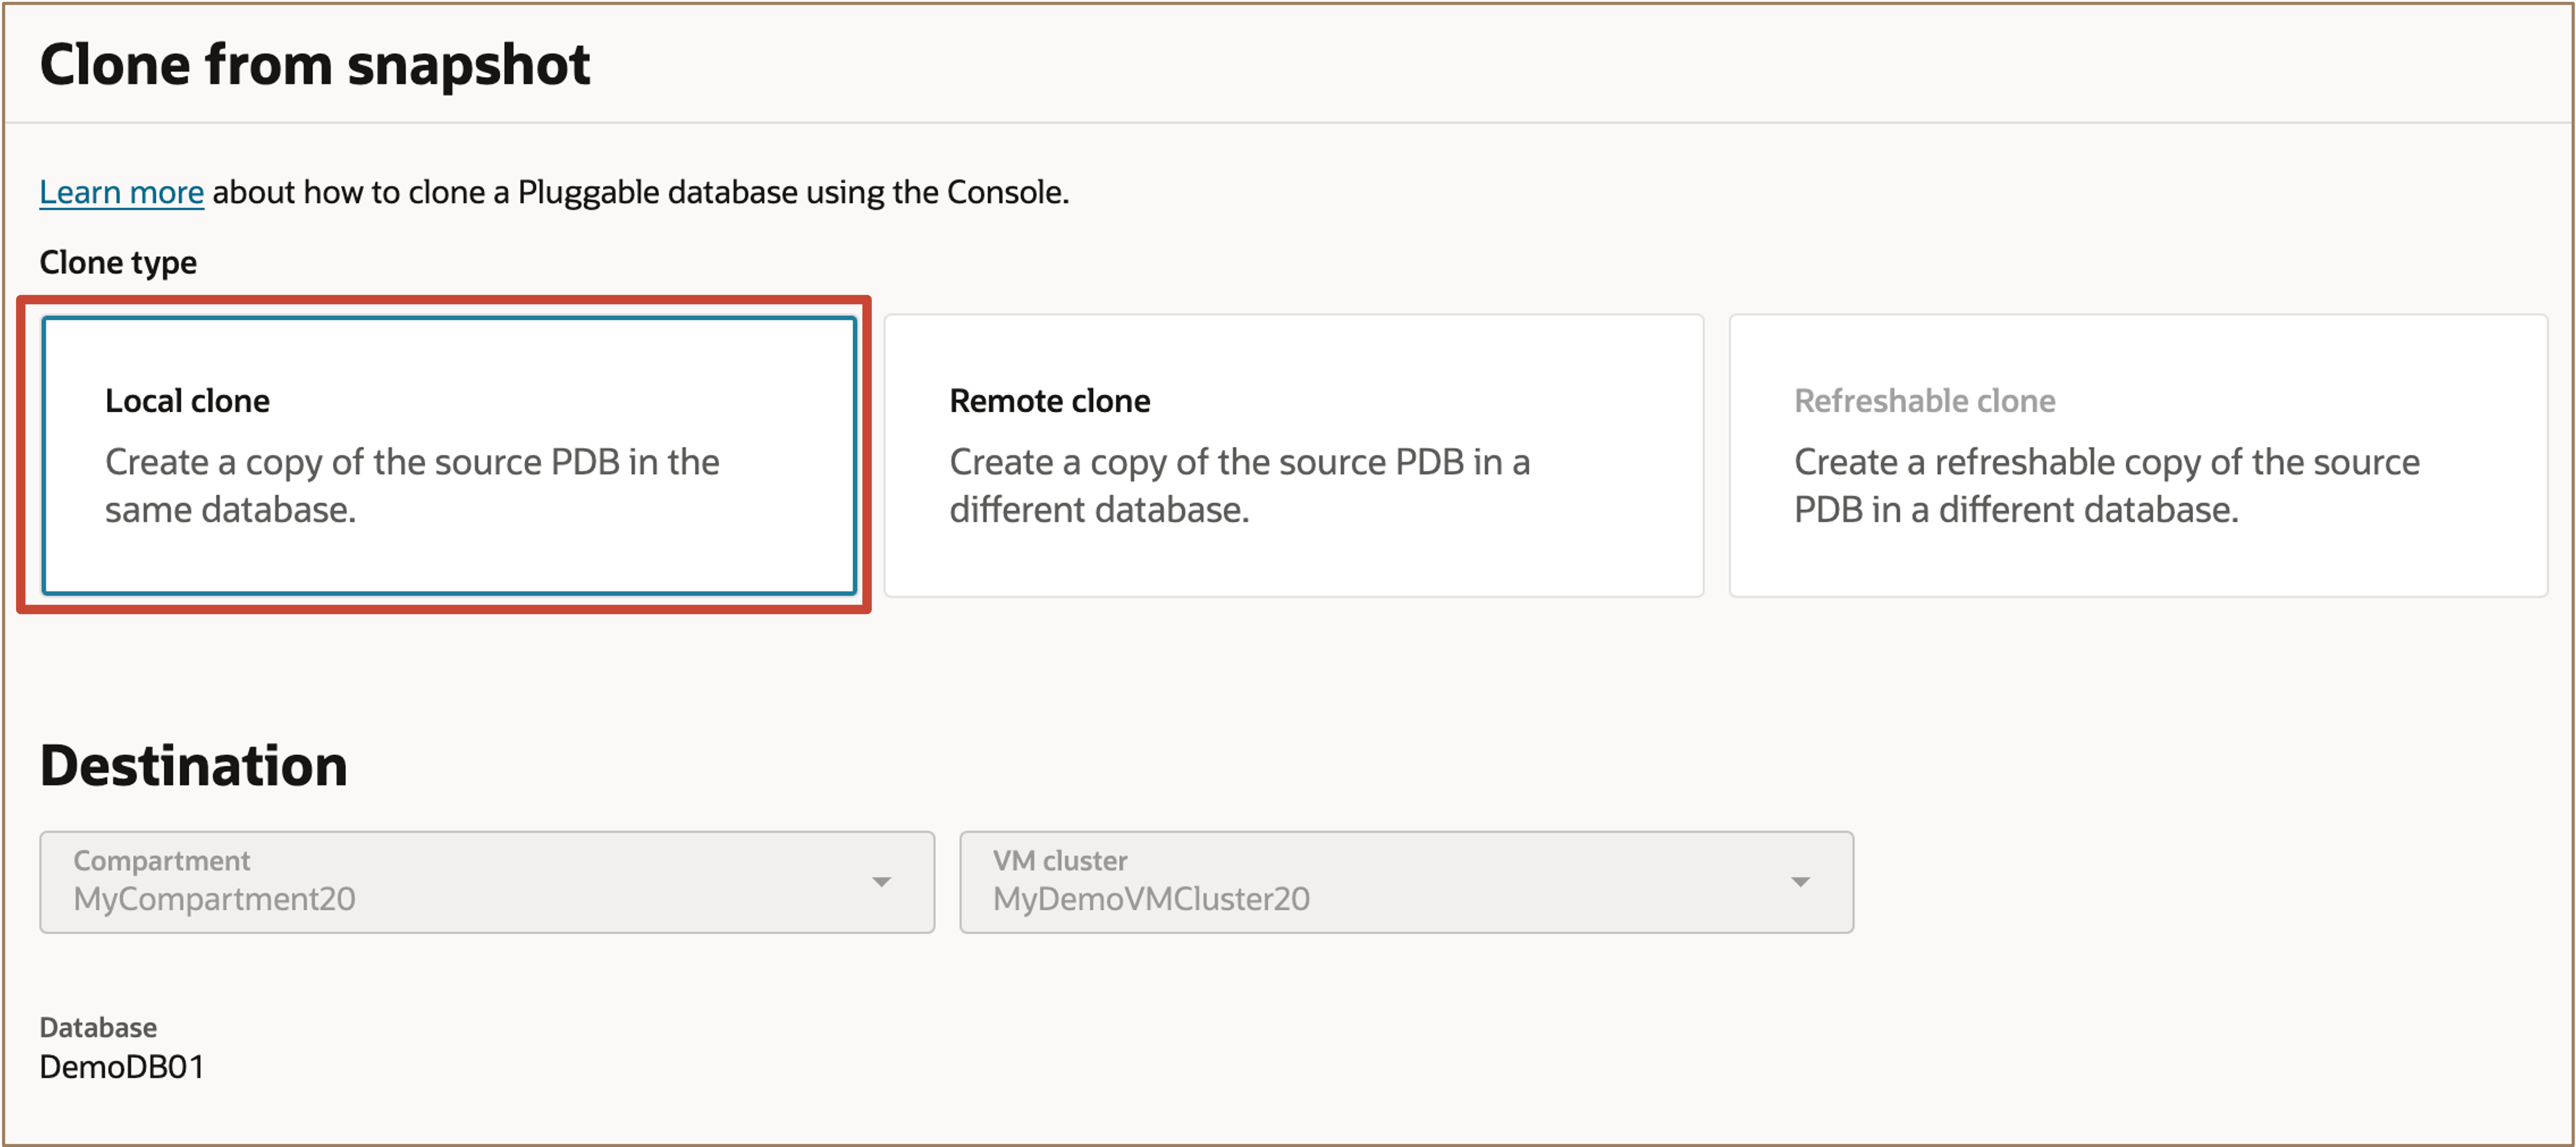 Clone from snapshot
Learn more about how to clone a Pluggable database using the Console.
Clone type
Local clone
Create a copy of the source PDB in the
same database.
Remote clone
Create a copy of the source PDB in a
different database.
Refreshable clone
Create a refreshable copy of the source
PDB in a different database.
Destination
Compartment
MyCompartment20
VM cluster
MyDemoVMCluster20
Database
DemoDB01